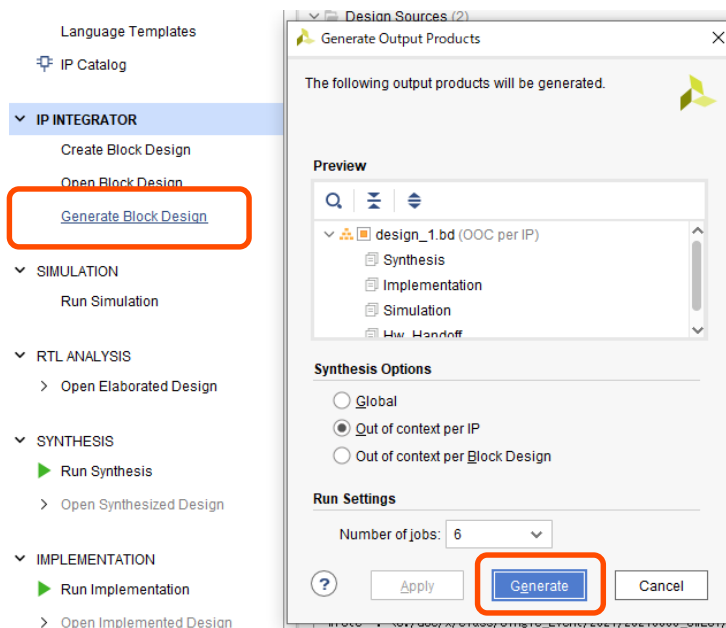 Language Templates
IP Catalog
IP INTEGRATOR
Create Block Design
Open Block Design
Generate Block Design
SIMULATION
Run Simulation
RTL ANALYSIS
Open Elaborated Design
SYNTHESIS
Run Synthesis
Open Synthesized Design
IMPLEMENTATION
Run Implementation
Open Implemented Design
Design Sources (2)
Generate Output Products
The following output products will be generated.
Preview
design_1.bd (OOC per IP)
Synthesis
Implementation
Simulation
Hw_Handoff
Synthesis Options
Global
Out of context per IP
Out of context per Block Design
Run Settings
Number of jobs: 6
? Apply Generate Cancel